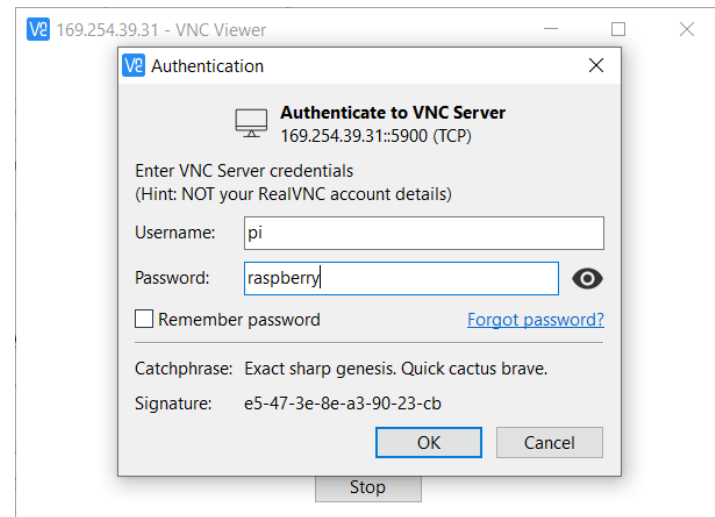 169.254.39.31 - VNC Viewer
Authentication
Authenticate to VNC Server
169.254.39.31::5900 (TCP)
Enter VNC Server credentials
(Hint: NOT your RealVNC account details)
Username: pi
Password: raspberry
Remember password Forgot password?
Catchphrase: Exact sharp genesis. Quick cactus brave.
Signature: e5-47-3e-8e-a3-90-23-cb
OK Cancel
Stop